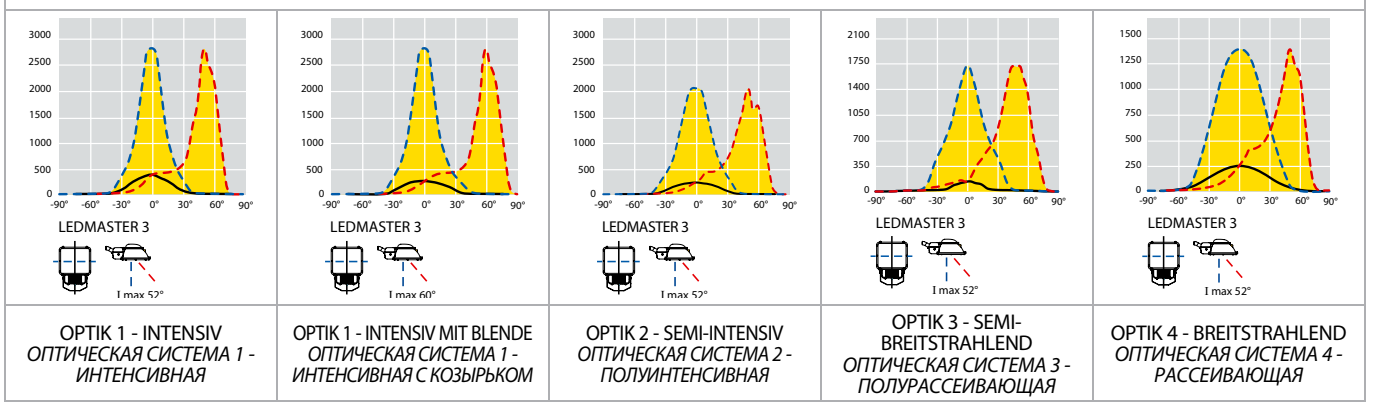 3000
2500
2000
1500
1000
500
0
-90° -60° -30° 0° 30° 60° 90°
LEDMASTER 3
I max 52°
OPTIK 1 - INTENSIV
ОПТИЧЕСКАЯ СИСТЕМА 1 -
ИНТЕНСИВНАЯ
3000
2500
2000
1500
1000
500
0
-90° -60° -30° 0° 30° 60° 90°
LEDMASTER 3
I max 60°
OPTIK 1 - INTENSIV MIT BLENDE
ОПТИЧЕСКАЯ СИСТЕМА 1 -
ИНТЕНСИВНАЯ С КОЗЫРЬКОМ
3000
2500
2000
1500
1000
500
0
-90° -60° -30° 0° 30° 60° 90°
LEDMASTER 3
I max 52°
OPTIK 2 - SEMI-INTENSIV
ОПТИЧЕСКАЯ СИСТЕМА 2 -
ПОЛУИНТЕНСИВНАЯ
2100
1750
1400
1050
700
350
0
-90° -60° -30° 0° 30° 60° 90°
LEDMASTER 3
I max 52°
OPTIK 3 - SEMI-
BREITSTRAHLEND
ОПТИЧЕСКАЯ СИСТЕМА 3 -
ПОЛУРАССЕИВАЮЩАЯ
1500
1250
1000
750
500
250
0
-90° -60° -30° 0° 30° 60° 90°
LEDMASTER 3
I max 52°
OPTIK 4 - BREITSTRAHLEND
ОПТИЧЕСКАЯ СИСТЕМА 4 -
РАССЕИВАЮЩАЯ